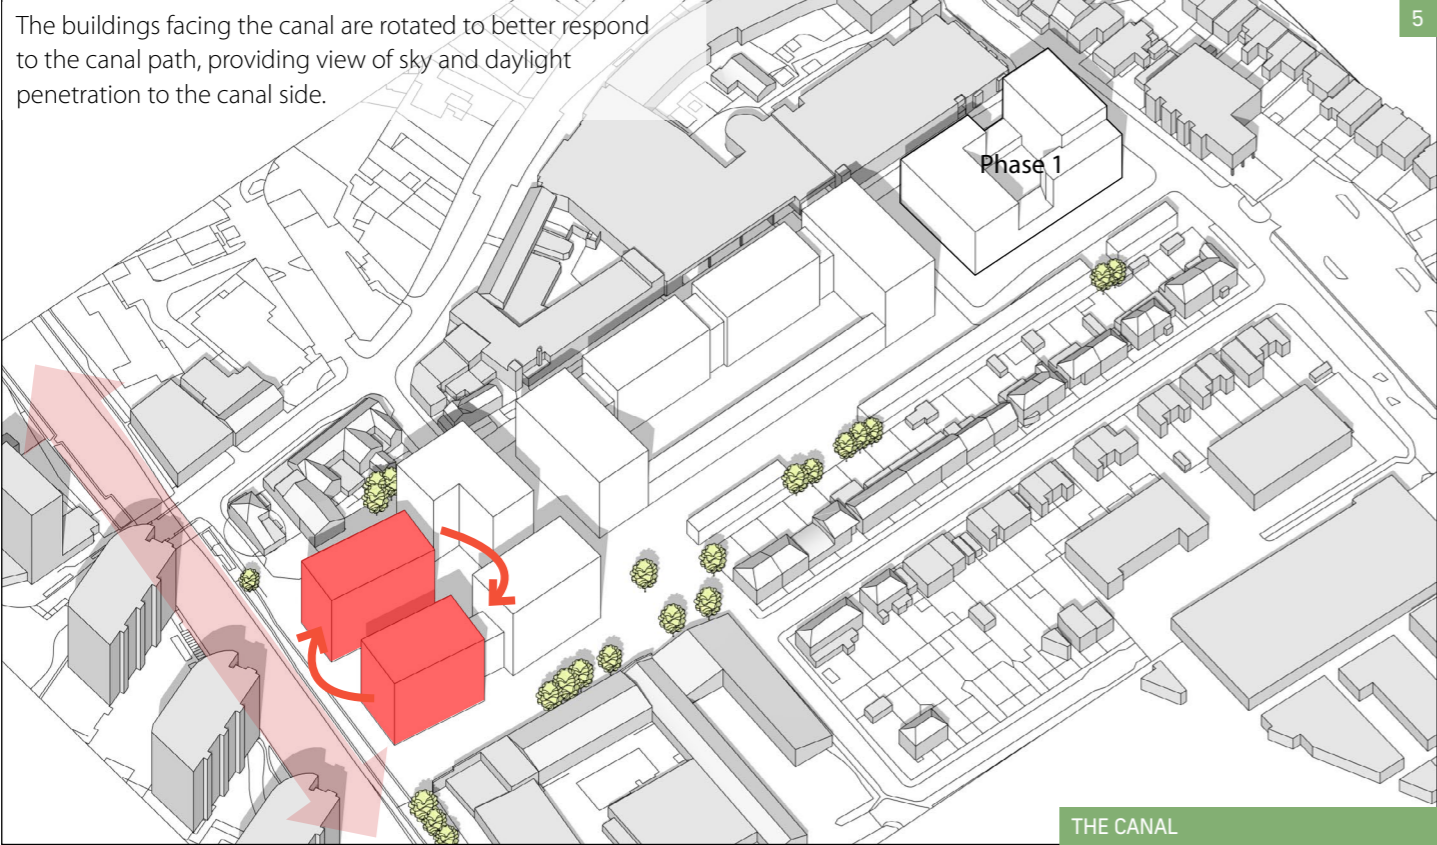 The buildings facing the canal are rotated to better respond
to the canal path, providing view of sky and daylight
penetration to the canal side.
5
Phase 1
THE CANAL